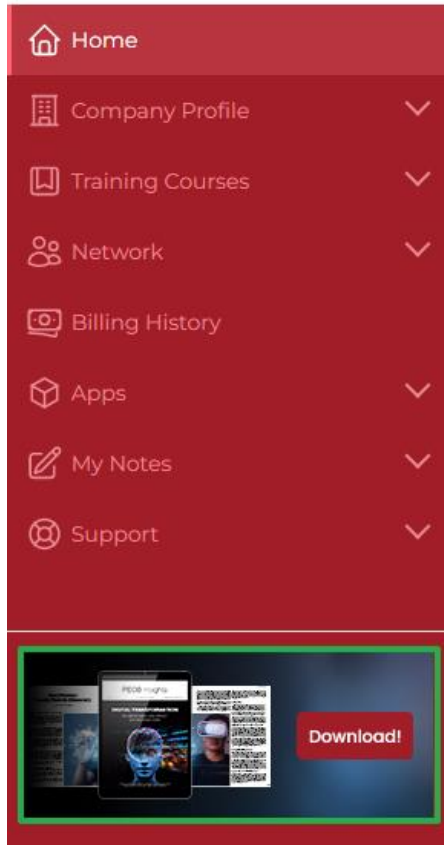 Home
Company Profile
Training Courses
Network
Billing History
Apps
My Notes
Support
PECB Insights
DIGITAL TRANSFORMATION
Download!